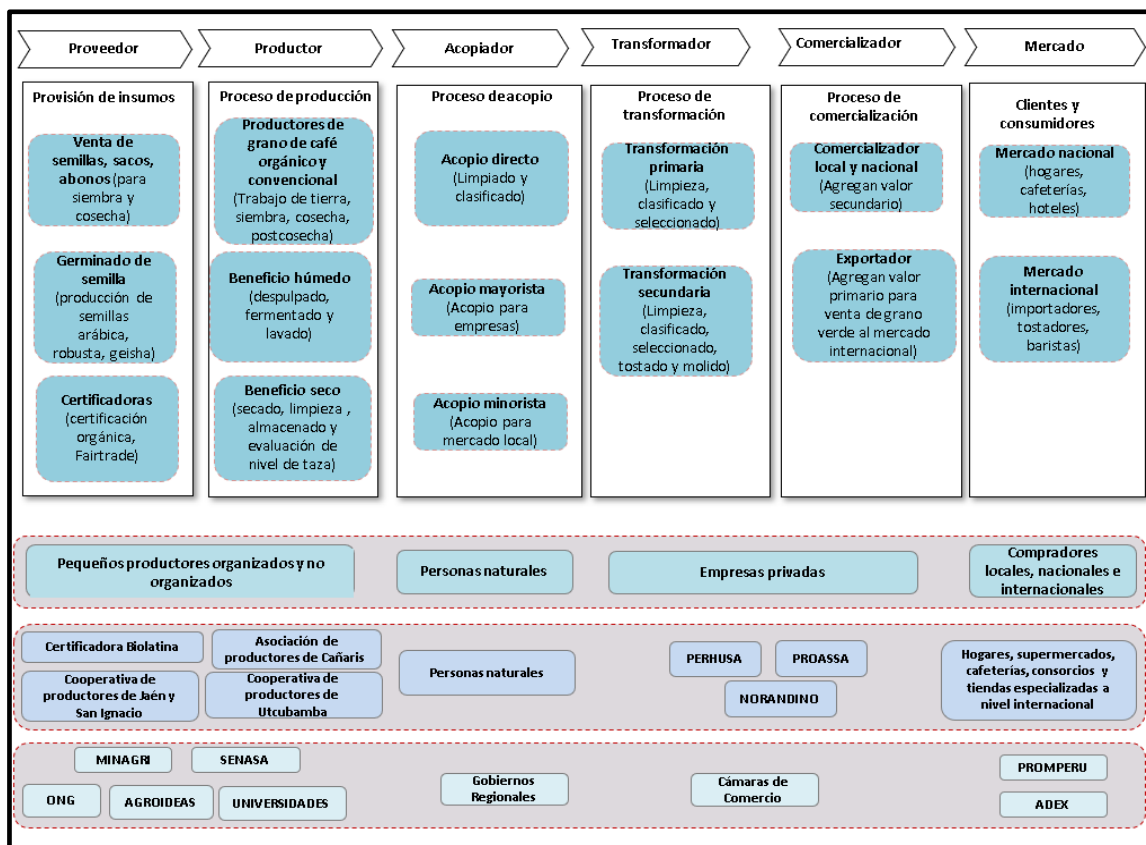 Proveedor
Productor
Acopiador
Transformador
Comercializador
Mercado
Provisión de insumos
Venta de
semillas, sacos,
abonos (para
siembra y
cosecha)
Germinado de
semilla
(producción de
semillas
arábica,
robusta, geisha)
Certificadoras
(certificación
orgánica,
Fairtrade)
Proceso de producción
Productores de
grano de café
orgánico y
convencional
(Trabajo de tierra,
siembra, cosecha,
postcosecha)
Beneficio húmedo
(despulpado,
fermentado y
lavado)
Beneficio seco
(secado, limpieza ,
almacenado y
evaluación de
nivel de taza)
Proceso de acopio
Acopio directo
(Limpiado y
clasificado)
Acopio mayorista
(Acopio para
empresas)
Acopio minorista
(Acopio para
mercado local)
Proceso de
transformación
Transformación
primaria
(Limpieza,
clasificado y
seleccionado)
Transformación
secundaria
(Limpieza,
clasificado,
seleccionado,
tostado y molido)
Proceso de
comercialización
Comercializador
local y nacional
(Agregan valor
secundario)
Exportador
(Agregan valor
primario para
venta de grano
verde al mercado
internacional)
Clientes y
consumidores
Mercado nacional
(hogares,
cafeterías,
hoteles)
Mercado
internacional
(importadores,
tostadores,
baristas)
Pequeños productores organizados y no
organizados
Personas naturales
Empresas privadas
Compradores
locales, nacionales e
internacionales
Certificadora Biolatina
Asociación de
productores de Cañaris
Cooperativa de
productores de Jaén y
San Ignacio
Cooperativa de
productores de
Utcubamba
Personas naturales
PERHUSA
PROASSA
NORANDINO
Hogares, supermercados,
cafeterías, consorcios y
tiendas especializadas a
nivel internacional
MINAGRI
SENASA
ONG
AGROIDEAS
UNIVERSIDADES
Gobiernos
Regionales
Cámaras de
Comercio
PROMPERU
ADEX